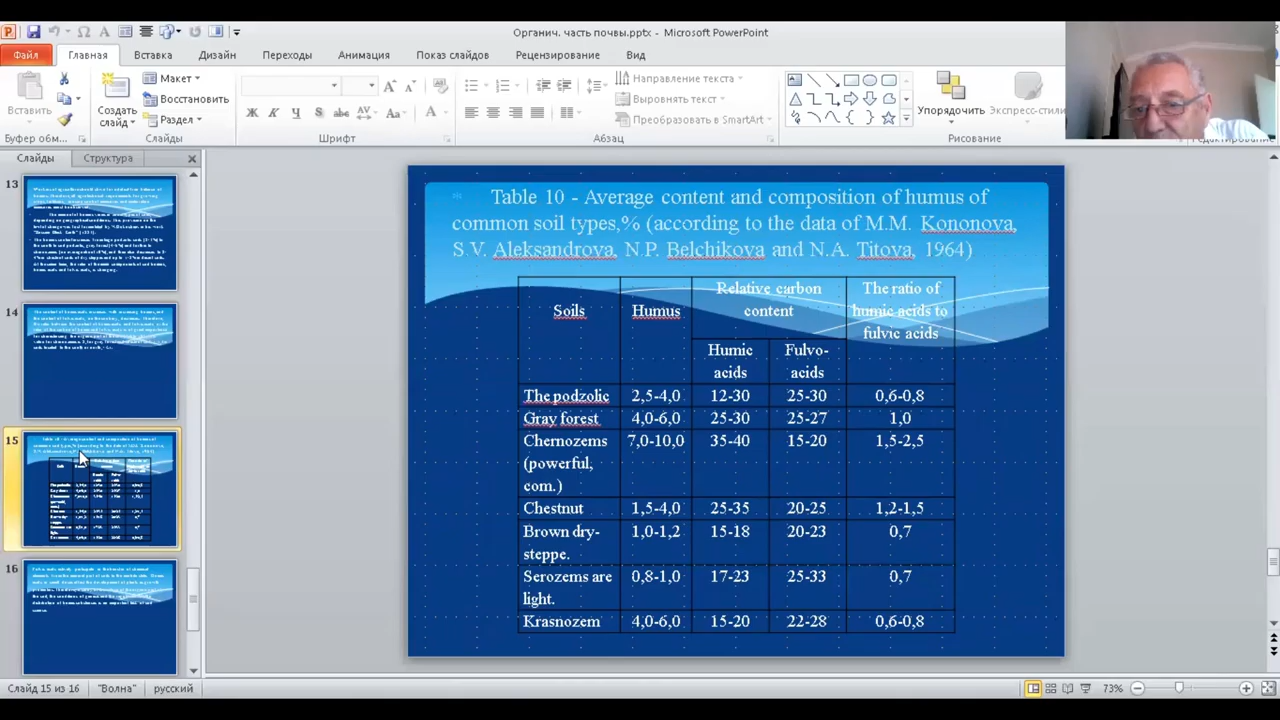 Органич. часть почвы.pptx - Microsoft PowerPoint
Файл Главная Вставка Дизайн Переходы Анимация Показ слайдов Рецензирование Вид
Вставить
Буфер обм...
Создать слайд
Макет
Восстановить
Раздел
Слайды
Ж К Ч S abc AV Aa A
Шрифт
Направление текста
Выровнять текст
Преобразовать в SmartArt
Абзац
Упорядочить
Экспресс-стили
Рисование
Редактирование
Слайды Структура
13
14
15
16
Table 10 - Average content and composition of humus of
common soil types,% (according to the data of M.M. Kononova,
S.V. Aleksandrova, N.P. Belchikova and N.A. Titova, 1964)
Soils Humus Relative carbon content The ratio of humic acids to fulvic acids
Humic acids Fulvo-acids
The podzolic 2,5-4,0 12-30 25-30 0,6-0,8
Gray forest 4,0-6,0 25-30 25-27 1,0
Chernozems 7,0-10,0 35-40 15-20 1,5-2,5
(powerful,
com.)
Chestnut 1,5-4,0 25-35 20-25 1,2-1,5
Brown dry- 1,0-1,2 15-18 20-23 0,7
steppe.
Serozems are 0,8-1,0 17-23 25-33 0,7
light.
Krasnozem 4,0-6,0 15-20 22-28 0,6-0,8
Слайд 15 из 16 "Волна" русский 73%